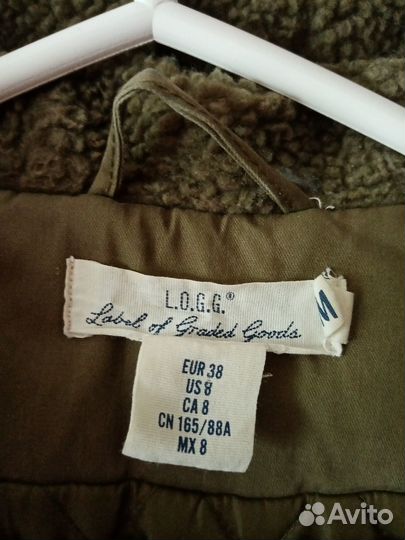 L.O.G.G.®
Label of Graded Goods.
M
EUR 38
US 8
CA 8
CN 165/88A
MX 8
Avito